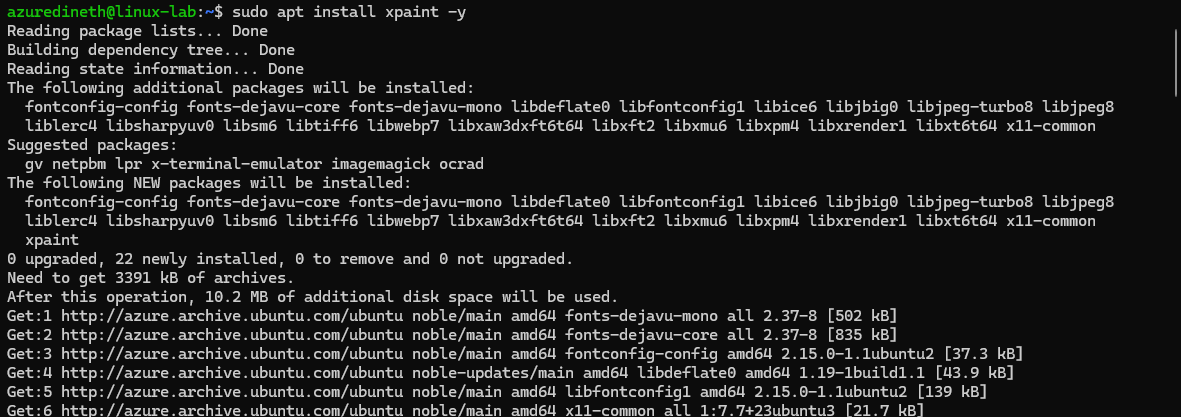 azuredineth@linux-lab:~$ sudo apt install xpaint -y
Reading package lists... Done
Building dependency tree... Done
Reading state information... Done
The following additional packages will be installed:
  fontconfig-config fonts-dejavu-core fonts-dejavu-mono libdeflate0 libfontconfig1 libice6 libjbig0 libjpeg-turbo8 libjpeg8
  liblerc4 libsharpyuv0 libsm6 libtiff6 libwebp7 libxaw3dxft6t64 libxft2 libxmu6 libxpm4 libxrender1 libxt6t64 x11-common
Suggested packages:
  gv netpbm lpr x-terminal-emulator imagemagick ocrad
The following NEW packages will be installed:
  fontconfig-config fonts-dejavu-core fonts-dejavu-mono libdeflate0 libfontconfig1 libice6 libjbig0 libjpeg-turbo8 libjpeg8
  liblerc4 libsharpyuv0 libsm6 libtiff6 libwebp7 libxaw3dxft6t64 libxft2 libxmu6 libxpm4 libxrender1 libxt6t64 x11-common
  xpaint
0 upgraded, 22 newly installed, 0 to remove and 0 not upgraded.
Need to get 3391 kB of archives.
After this operation, 10.2 MB of additional disk space will be used.
Get:1 http://azure.archive.ubuntu.com/ubuntu noble/main amd64 fonts-dejavu-mono all 2.37-8 [502 kB]
Get:2 http://azure.archive.ubuntu.com/ubuntu noble/main amd64 fonts-dejavu-core all 2.37-8 [835 kB]
Get:3 http://azure.archive.ubuntu.com/ubuntu noble/main amd64 fontconfig-config amd64 2.15.0-1.1ubuntu2 [37.3 kB]
Get:4 http://azure.archive.ubuntu.com/ubuntu noble-updates/main amd64 libdeflate0 amd64 1.19-1build1.1 [43.9 kB]
Get:5 http://azure.archive.ubuntu.com/ubuntu noble/main amd64 libfontconfig1 amd64 2.15.0-1.1ubuntu2 [139 kB]
Get:6 http://azure.archive.ubuntu.com/ubuntu noble/main amd64 x11-common all 1:7.7+23ubuntu3 [21.7 kB]